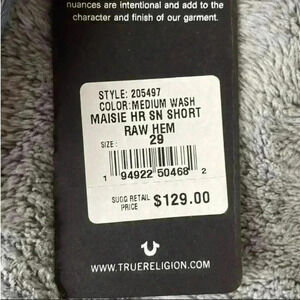 nuances are intentional and add to the
character and finish of our garment.
STYLE: 205497
COLOR:MEDIUM WASH
MAISIE HR SN SHORT
RAW HEM
SIZE: 29
1 94922 50468 2
SUGG RETAIL PRICE $129.00
WWW.TRUERELIGION.COM